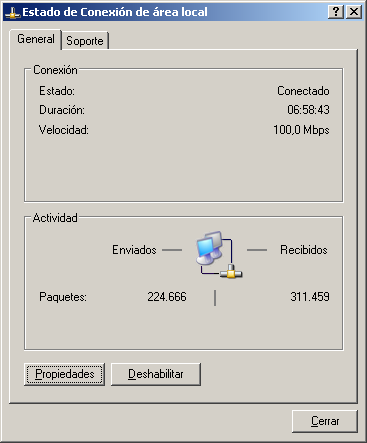 Estado de Conexión de área local
General Soporte
Conexión
Estado: Conectado
Duración: 06:58:43
Velocidad: 100,0 Mbps
Actividad
Enviados Recibidos
Paquetes: 224.666 311.459
Propiedades Deshabilitar
Cerrar